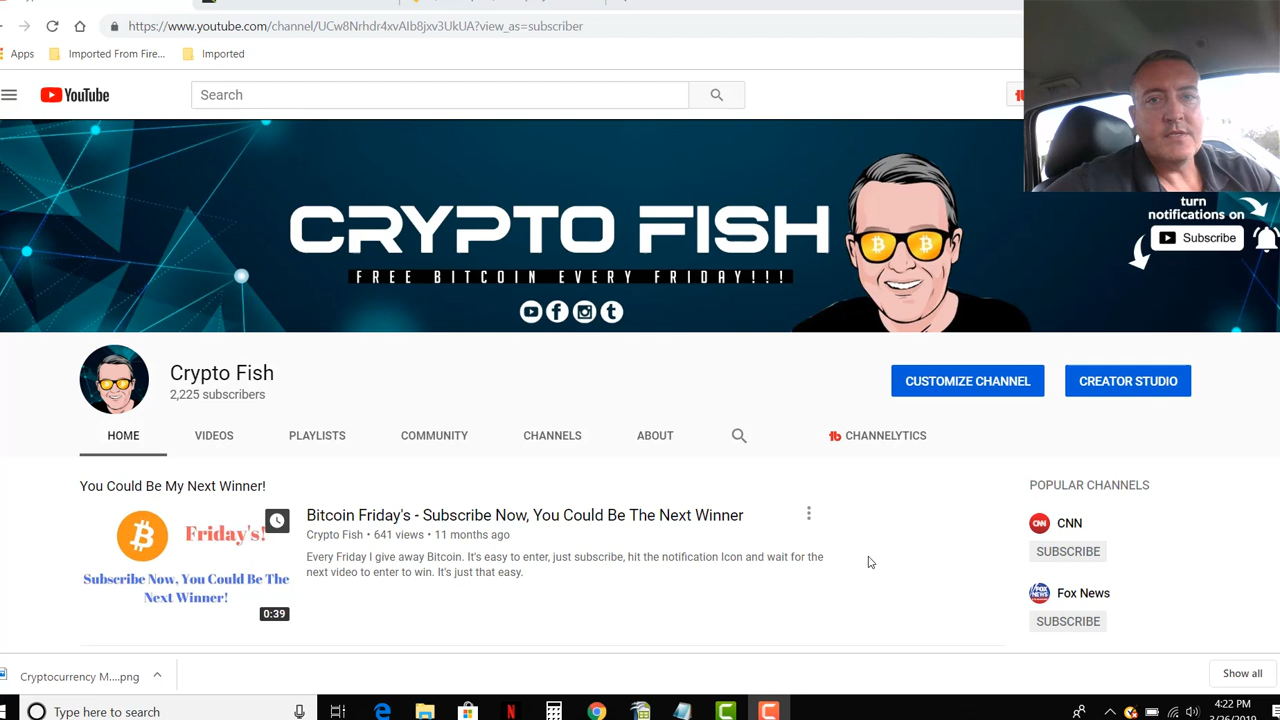 https://www.youtube.com/channel/UCw8Nrhdr4xvAIb8jxv3UkUA?view_as=subscriber
Apps
Imported From Fire...
Imported
YouTube
Search
CRYPTO FISH
FREE BITCOIN EVERY FRIDAY!!!
turn
notifications on
Subscribe
Crypto Fish
2,225 subscribers
CUSTOMIZE CHANNEL
CREATOR STUDIO
HOME
VIDEOS
PLAYLISTS
COMMUNITY
CHANNELS
ABOUT
CHANNELYTICS
You Could Be My Next Winner!
Friday's!
Subscribe Now, You Could Be The
Next Winner!
0:39
Bitcoin Friday's - Subscribe Now, You Could Be The Next Winner
Crypto Fish • 641 views • 11 months ago
Every Friday I give away Bitcoin. It's easy to enter, just subscribe, hit the notification Icon and wait for the
next video to enter to win. It's just that easy.
POPULAR CHANNELS
CNN
CNN
SUBSCRIBE
Fox News
SUBSCRIBE
Cryptocurrency M....png
Show all
Type here to search
4:22 PM